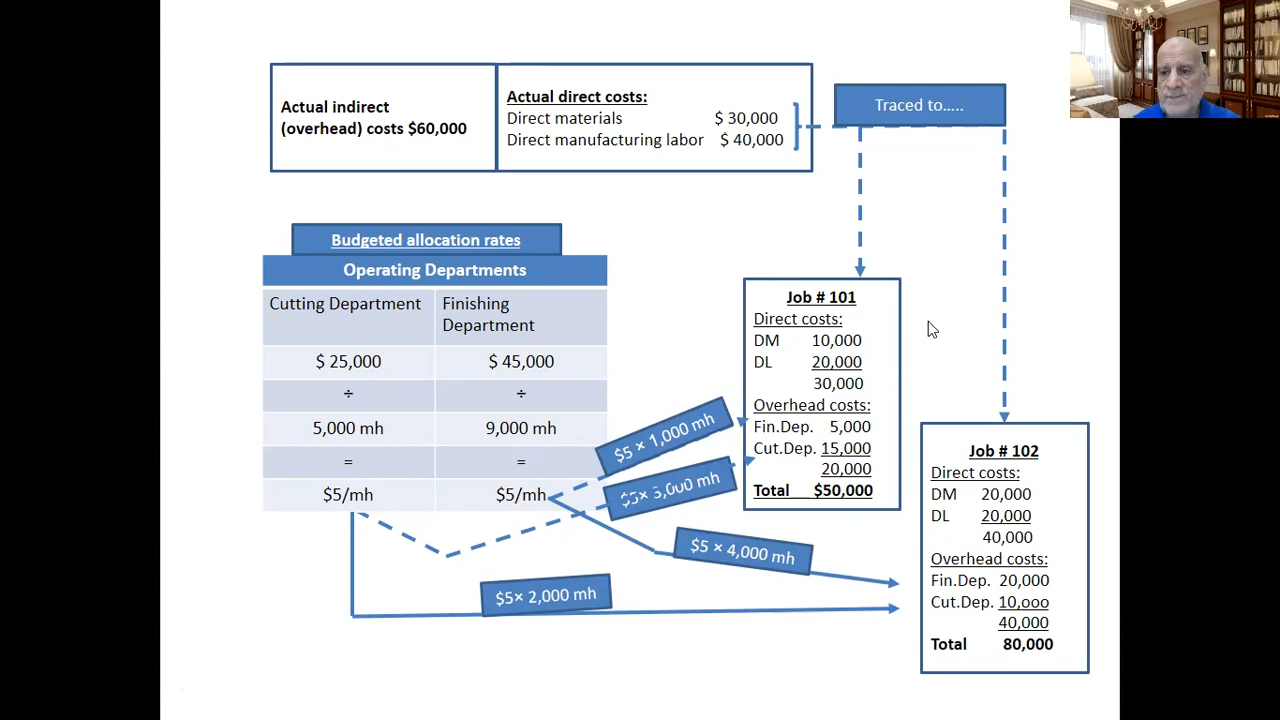 Actual indirect
(overhead) costs $60,000
Actual direct costs:
Direct materials $ 30,000
Direct manufacturing labor $ 40,000
Traced to.....
Budgeted allocation rates
Operating Departments
Cutting Department
Finishing
Department
$ 25,000 $ 45,000
÷ ÷
5,000 mh 9,000 mh
= =
$5/mh $5/mh
$5 × 1,000 mh
$5× 3,000 mh
$5 × 4,000 mh
$5× 2,000 mh
Job # 101
Direct costs:
DM 10,000
DL 20,000
30,000
Overhead costs:
Fin.Dep. 5,000
Cut.Dep. 15,000
20,000
Total $50,000
Job # 102
Direct costs:
DM 20,000
DL 20,000
40,000
Overhead costs:
Fin.Dep. 20,000
Cut.Dep. 10,ooo
40,000
Total 80,000